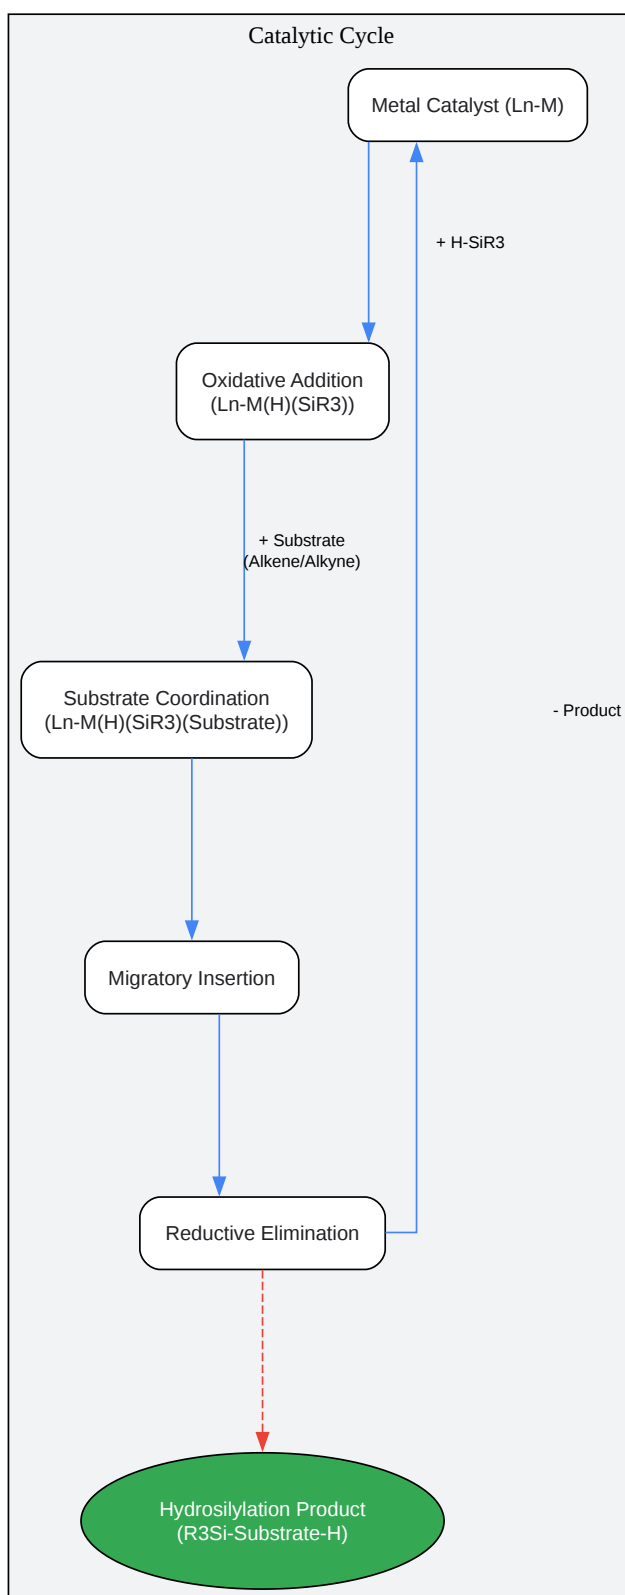 Catalytic Cycle
Metal Catalyst (Ln-M)
+ H-SiR3
Oxidative Addition
(Ln-M(H)(SiR3))
+ Substrate
(Alkene/Alkyne)
Substrate Coordination
(Ln-M(H)(SiR3)(Substrate))
- Product
Migratory Insertion
Reductive Elimination
Hydrosilylation Product
(R3Si-Substrate-H)